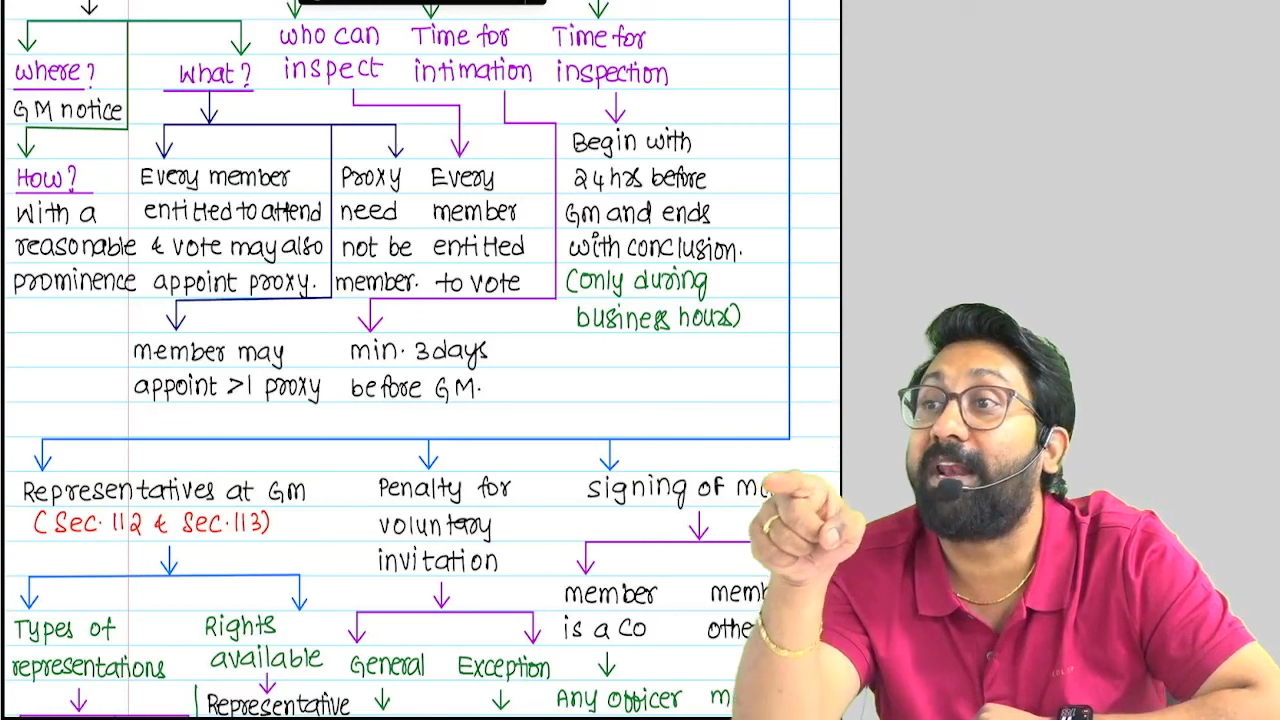 who can
inspect
Time for
intimation
Time for
inspection
Where?
GM notice
What?
How?
With a
reasonable
prominence
Every member
entitled to attend
& vote may also
appoint proxy.
Proxy
need
not be
member.
Every
member
entitled
to vote
Begin with
24hrs before
Gm and ends
with conclusion.
(only during
business hours)
member may
appoint >1 proxy
min. 3days
before GM.
Representatives at Gm
(Sec.112 & Sec.113)
Penalty for
voluntary
invitation
signing of
member
is a Co
Types of
representations
Rights
available
General
Exception
Any Officer
Representative